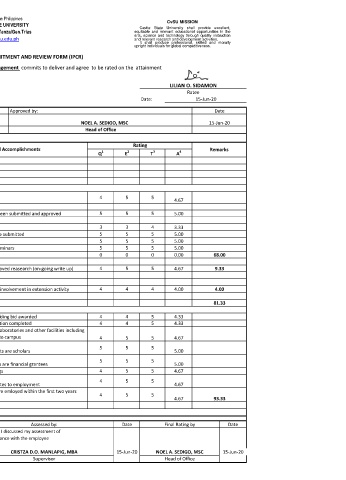 Philippines
CvSU MISSION
E UNIVERSITY
Cavite State University shall provide excellent,
equitable and relevant educational opportunities in the
arts, science and technology through quality instruction
and relevant research and development activities.
It shall produce professional, skilled and morally
upright individuals for global competitiveness.
su.edu.ph
ITMENT AND REVIEW FORM (IPCR)
agement commits to deliver and agree to be rated on the attainment
LILIAN O. SIDAMON
Ratee
Date: 15-Jun-20
Approved by: Date
NOEL A. SEDIGO, MSC 15-Jun-20
Head of Office
Accomplishments Rating Remarks
Q1 E2 T3 A4
4 5 5 4.67
een submitted and approved 5 5 5 5.00
3 3 4 3.33
e submitted 5 5 5 5.00
5 5 5 5.00
minars 5 5 5 5.00
0 0 0 0.00 88.00
oved reasearch (on-going write up) 4 5 5 4.67 9.33
involvement in extension activity 4 4 4 4.00 4.00
81.33
ding bid awarded 4 4 5 4.33
tion completed 4 4 5 4.33
aboratories and other facilities including
o campus 4 5 5 4.67
ts are scholars 5 5 5 5.00
are financial grantees 5 5 5 5.00
4 5 5 4.67
tes to employment 4 5 5 4.67
re employed within the first two years
4 5 5 4.67 93.33
Assessed by: Date Final Rating by Date
I discussed my assessment of
ance with the employee
CRISTZA D.O. MANLAPIG, MBA 15-Jun-20 NOEL A. SEDIGO, MSC 15-Jun-20
Supervisor Head of Office